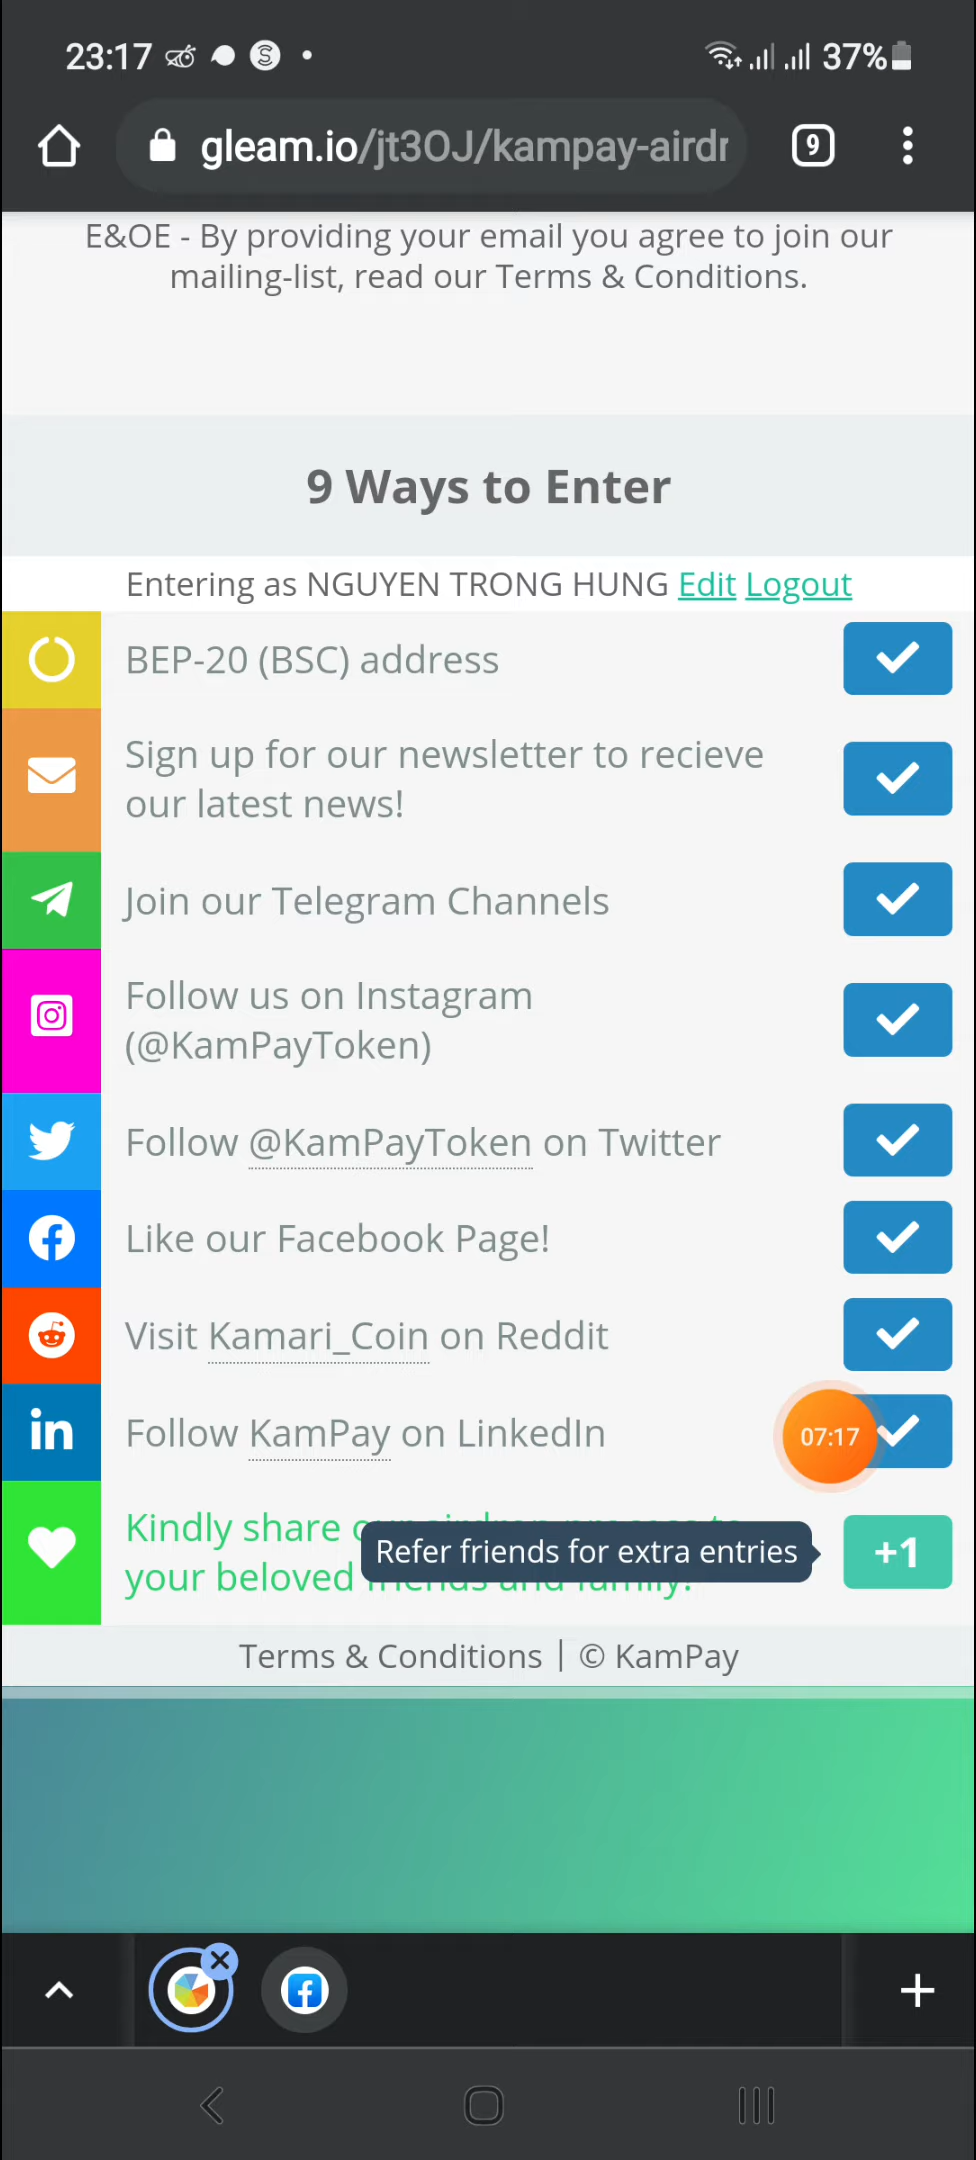 23:17
37%
gleam.io/jt3OJ/kampay-airdr
9
E&OE - By providing your email you agree to join our
mailing-list, read our Terms & Conditions.
9 Ways to Enter
Entering as NGUYEN TRONG HUNG Edit Logout
BEP-20 (BSC) address
Sign up for our newsletter to recieve
our latest news!
Join our Telegram Channels
Follow us on Instagram
(@KamPayToken)
Follow @KamPayToken on Twitter
Like our Facebook Page!
Visit Kamari_Coin on Reddit
Follow KamPay on LinkedIn
07:17
Kindly share
Refer friends for extra entries
+1
your beloved
Terms & Conditions | © KamPay